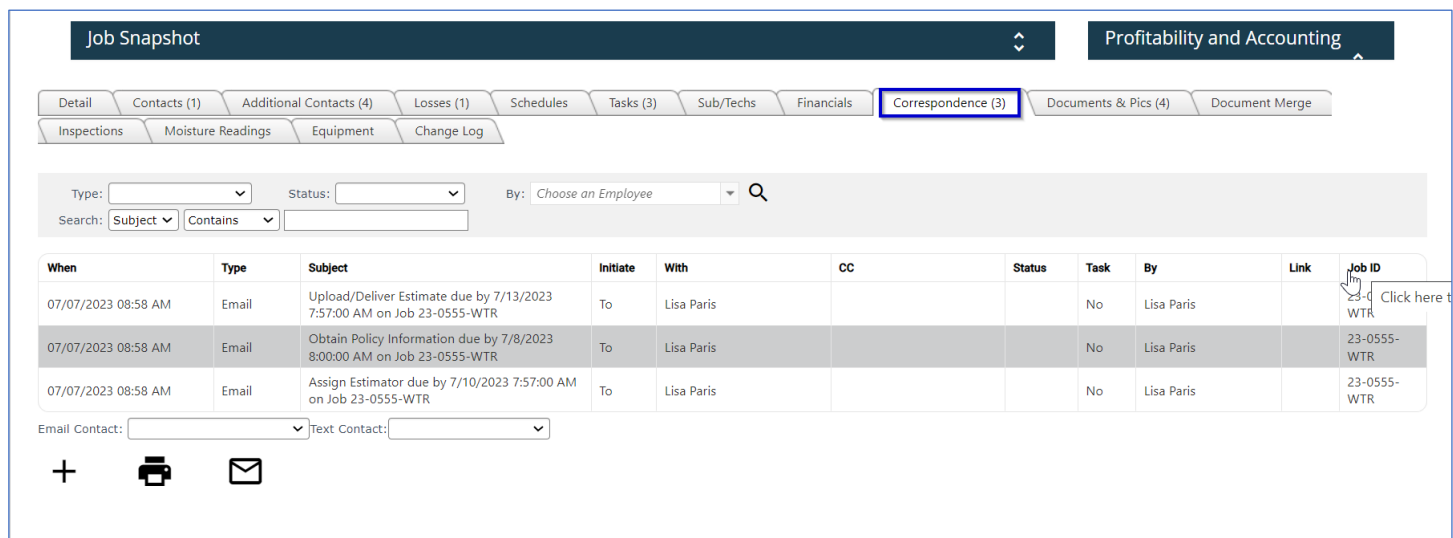 Job Snapshot
Profitability and Accounting
Detail Contacts (1) Additional Contacts (4) Losses (1) Schedules Tasks (3) Sub/Techs Financials Correspondence (3) Documents & Pics (4) Document Merge
Inspections Moisture Readings Equipment Change Log
Type: Status: By: Choose an Employee
Search: Subject Contains
When Type Subject Initiate With CC Status Task By Link Job ID
07/07/2023 08:58 AM Email Upload/Deliver Estimate due by 7/13/2023 To Lisa Paris No Lisa Paris
7:57:00 AM on Job 23-0555-WTR WTR
Click here
07/07/2023 08:58 AM Email Obtain Policy Information due by 7/8/2023 To Lisa Paris No Lisa Paris 23-0555-
8:00:00 AM on Job 23-0555-WTR WTR
07/07/2023 08:58 AM Email Assign Estimator due by 7/10/2023 7:57:00 AM To Lisa Paris No Lisa Paris 23-0555-
on Job 23-0555-WTR WTR
Email Contact: Text Contact: